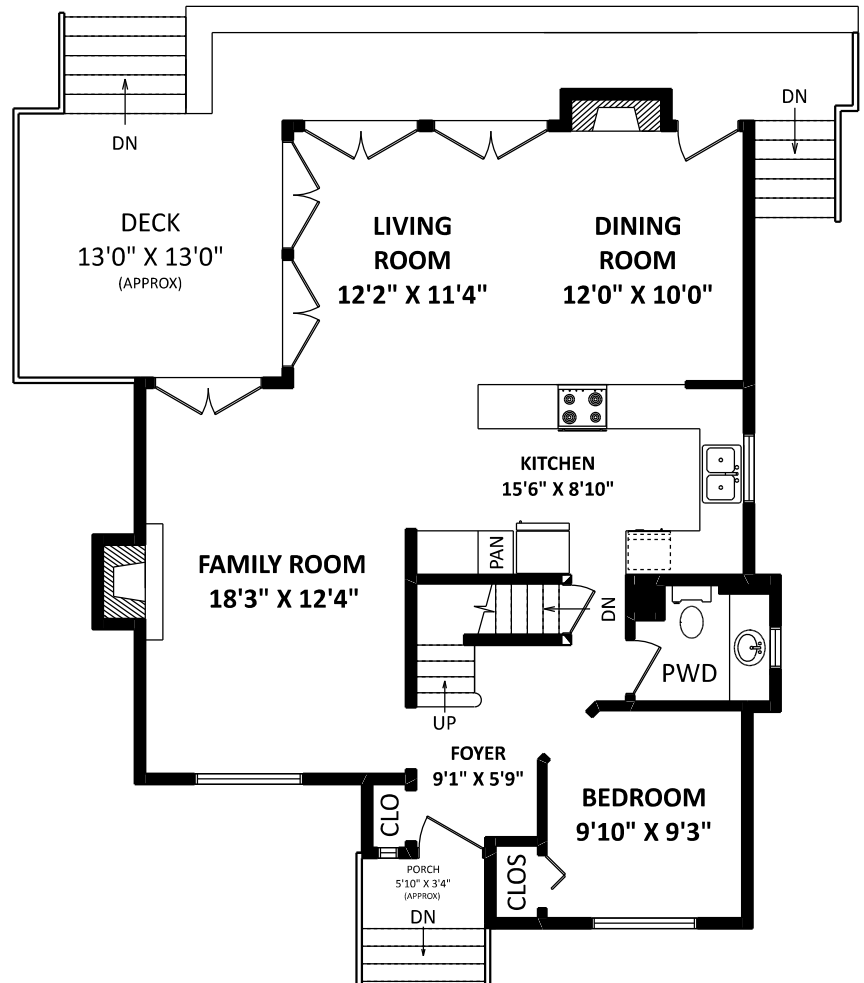 DN
DN
DECK
13'0" X 13'0"
(APPROX)
LIVING
ROOM
12'2" X 11'4"
DINING
ROOM
12'0" X 10'0"
KITCHEN
15'6" X 8'10"
PAN
FAMILY ROOM
18'3" X 12'4"
DN
PWD
UP
FOYER
9'1" X 5'9"
BEDROOM
9'10" X 9'3"
CLO
PORCH
5'10" X 3'4"
(APPROX)
CLOS
DN